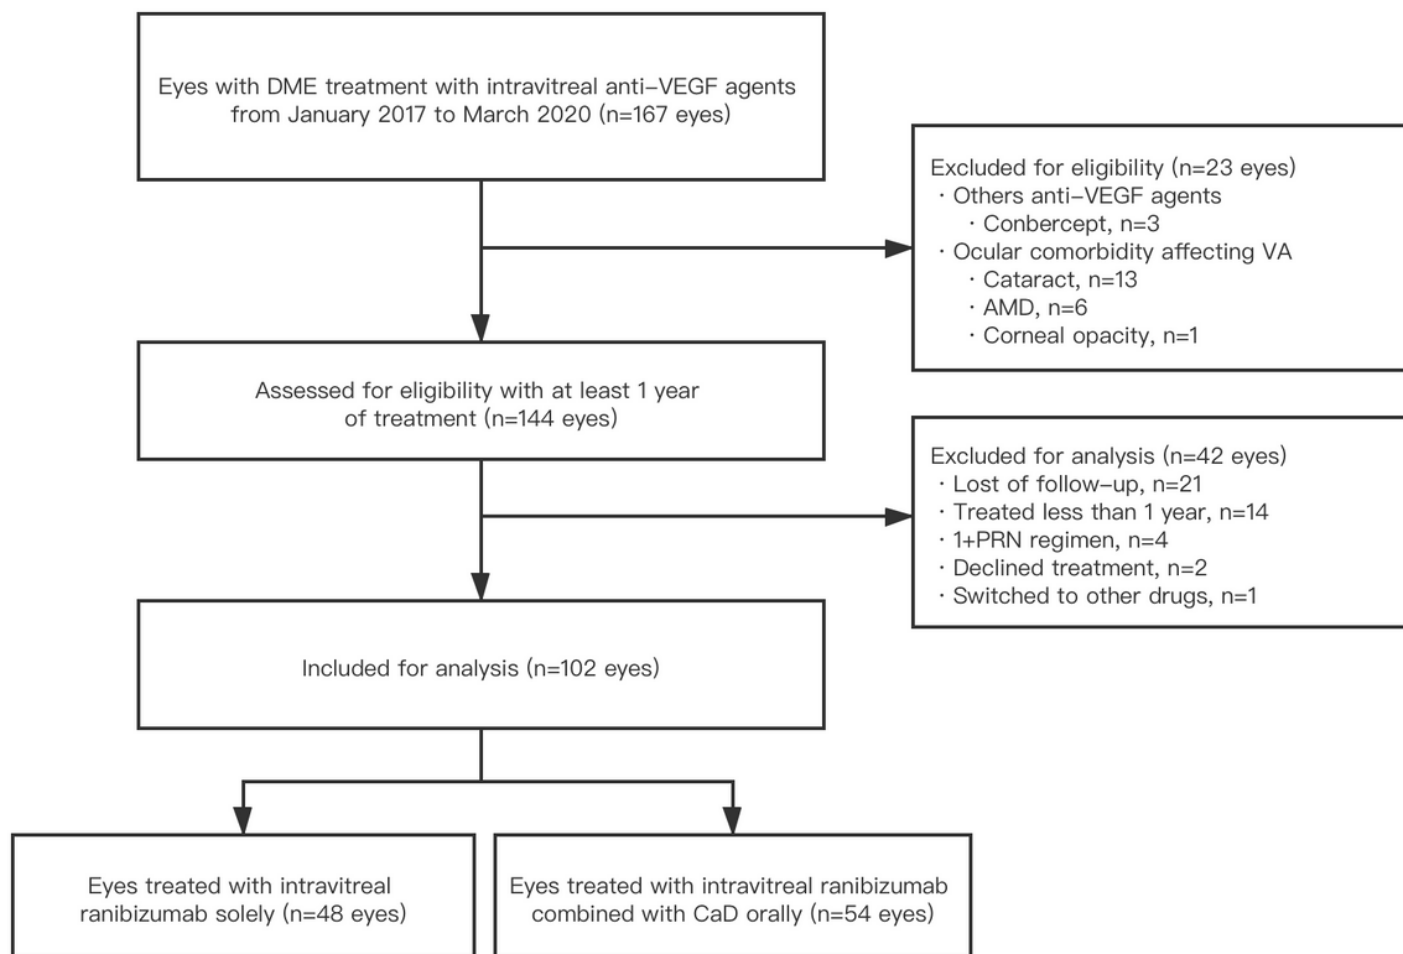 Eyes with DME treatment with intravitreal anti–VEGF agents
from January 2017 to March 2020 (n=167 eyes)
Excluded for eligibility (n=23 eyes)
· Others anti–VEGF agents
· Conbercept, n=3
· Ocular comorbidity affecting VA
· Cataract, n=13
· AMD, n=6
· Corneal opacity, n=1
Assessed for eligibility with at least 1 year
of treatment (n=144 eyes)
Excluded for analysis (n=42 eyes)
· Lost of follow–up, n=21
· Treated less than 1 year, n=14
· 1+PRN regimen, n=4
· Declined treatment, n=2
· Switched to other drugs, n=1
Included for analysis (n=102 eyes)
Eyes treated with intravitreal
ranibizumab solely (n=48 eyes)
Eyes treated with intravitreal ranibizumab
combined with CaD orally (n=54 eyes)